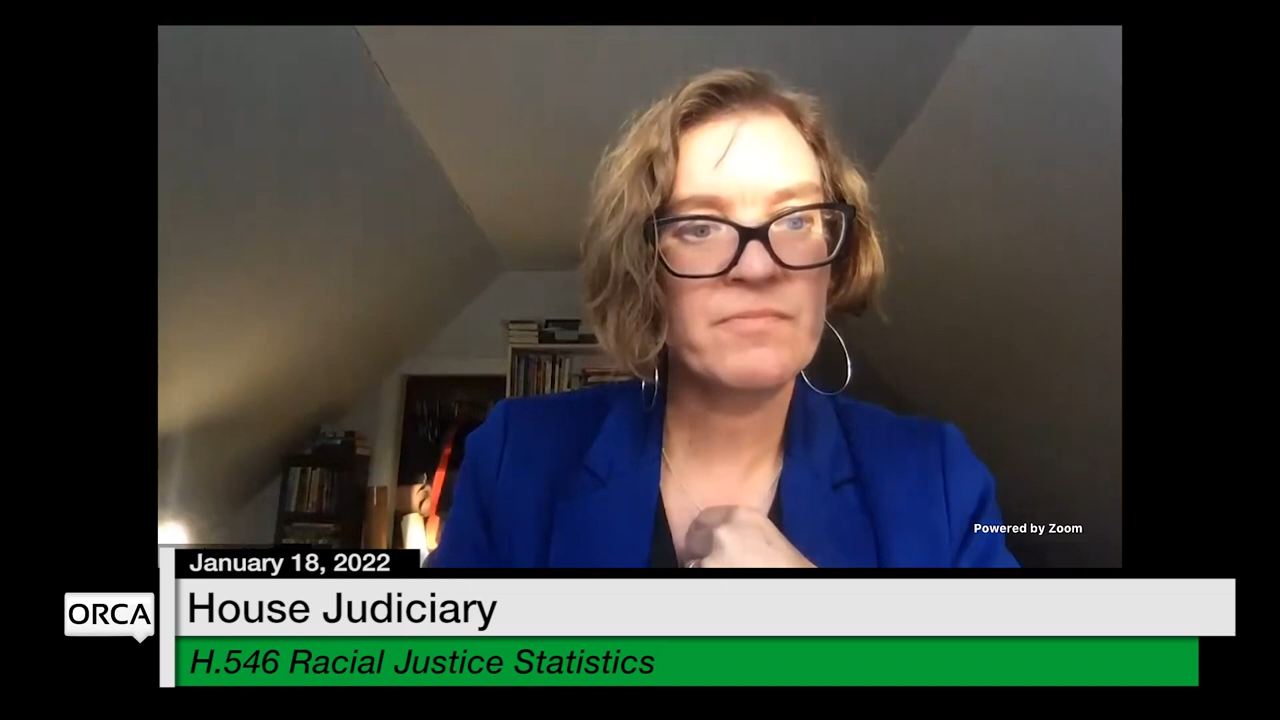 Powered by Zoom
January 18, 2022
ORCA
House Judiciary
H.546 Racial Justice Statistics